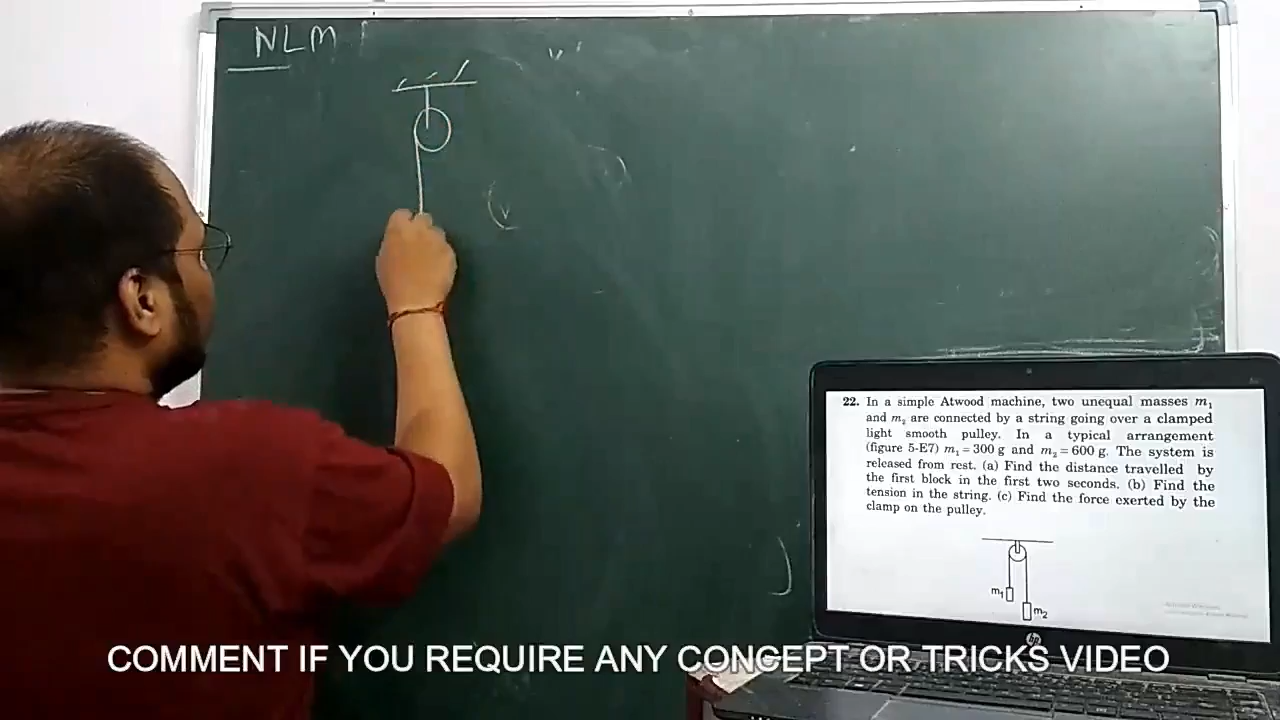 NLM
v'
v
22. In a simple Atwood machine, two unequal masses m₁
and m₂ are connected by a string going over a clamped
light smooth pulley. In a typical arrangement
(figure 5-E7) m₁ = 300 g and m₂ = 600 g. The system is
released from rest. (a) Find the distance travelled by
the first block in the first two seconds. (b) Find the
tension in the string. (c) Find the force exerted by the
clamp on the pulley.
m₁
m₂
hp
COMMENT IF YOU REQUIRE ANY CONCEPT OR TRICKS VIDEO